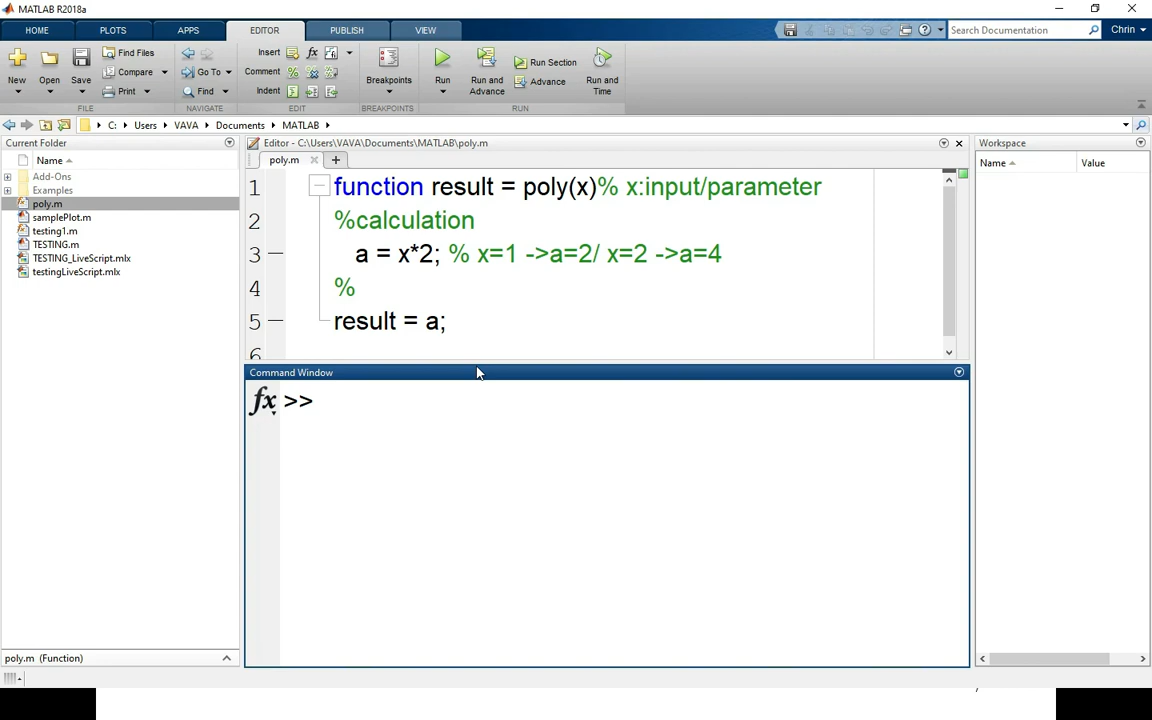 MATLAB R2018a
HOME PLOTS APPS EDITOR PUBLISH VIEW
Search Documentation Chrin
New Open Save Find Files Compare Print
Go To Find
Insert fx
Comment % 
Indent
Breakpoints Run Run and Advance Run Section Advance Run and Time
FILE NAVIGATE EDIT BREAKPOINTS RUN
C: Users VAVA Documents MATLAB
Current Folder
Name
Add-Ons
Examples
poly.m
samplePlot.m
testing1.m
TESTING.m
TESTING_LiveScript.mlx
testingLiveScript.mlx
poly.m (Function)
Editor - C:\Users\VAVA\Documents\MATLAB\poly.m
poly.m
1 function result = poly(x)% x:input/parameter
2 %calculation
3 a = x*2; % x=1 ->a=2/ x=2 ->a=4
4 %
5 result = a;
6
Command Window
fx >>
Workspace
Name Value